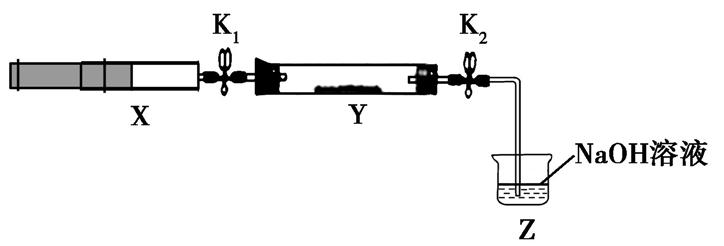 K₁
K₂
X
Y
NaOH溶液
Z